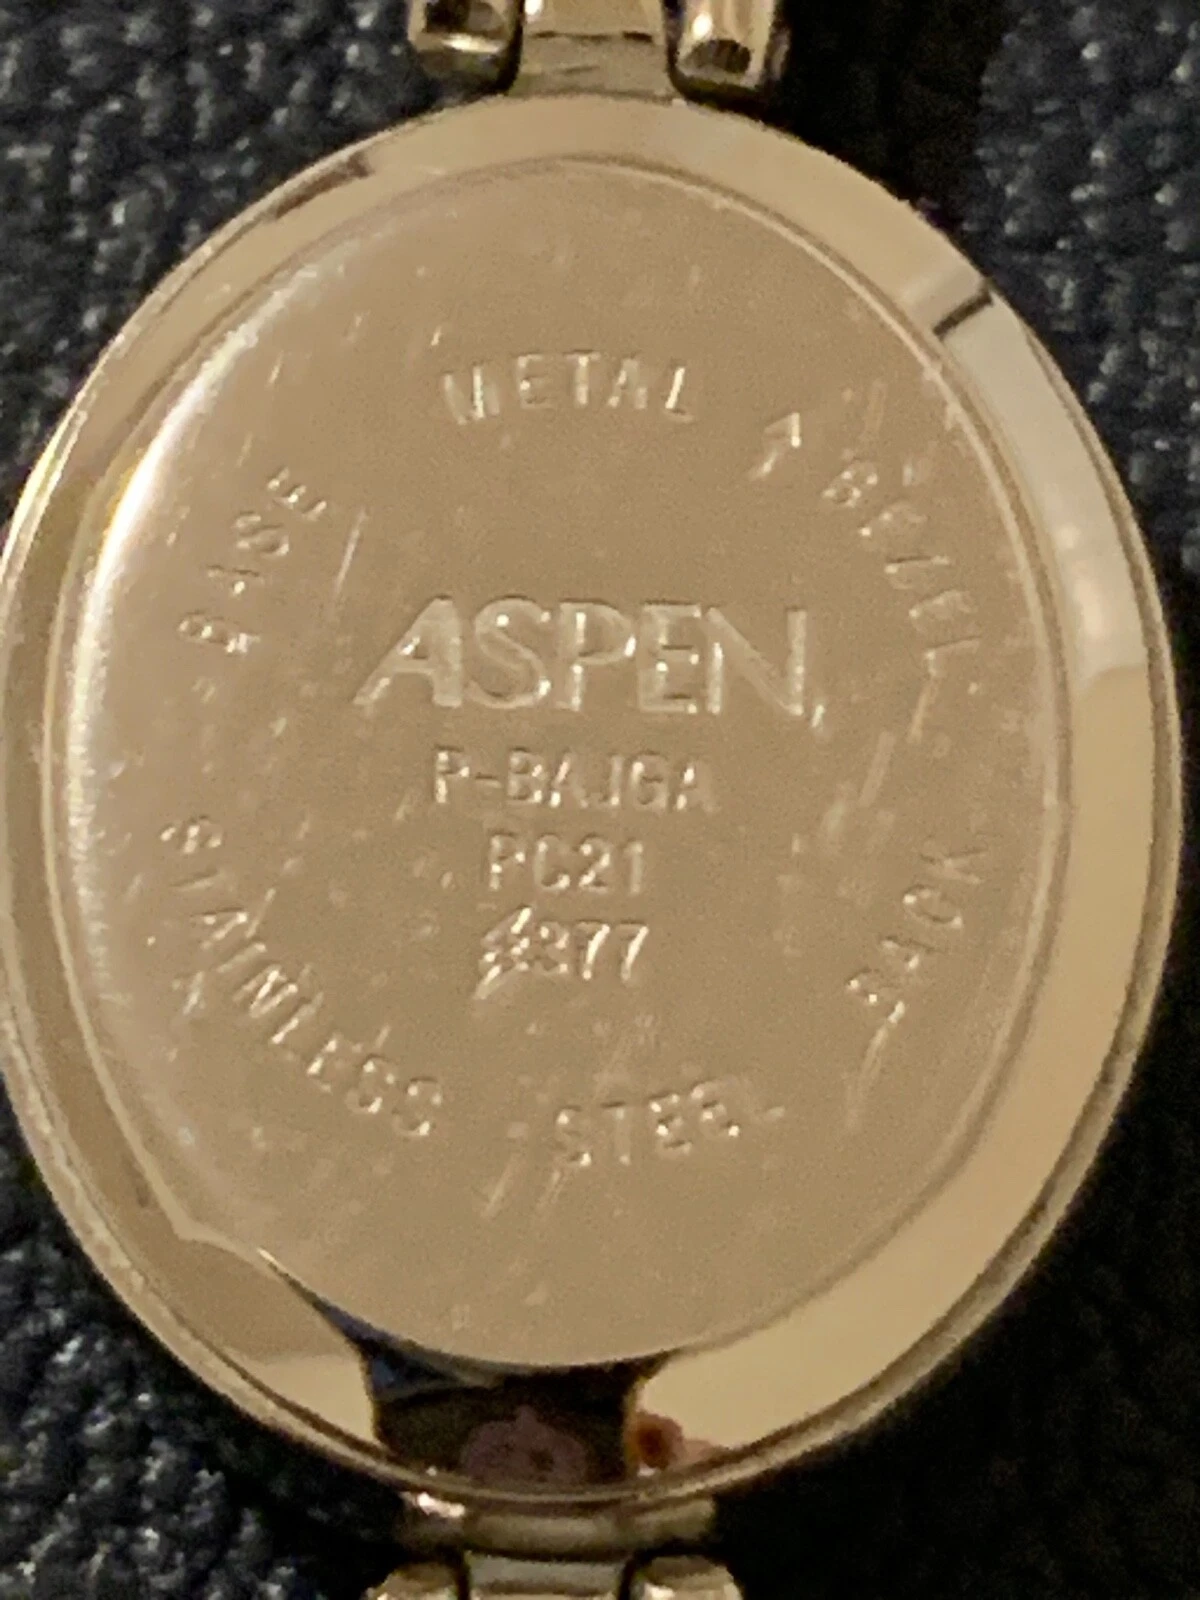 BASE METAL BEZEL
ASPEN
P-BAJGA
PC21
377
STAINLESS STEEL BACK